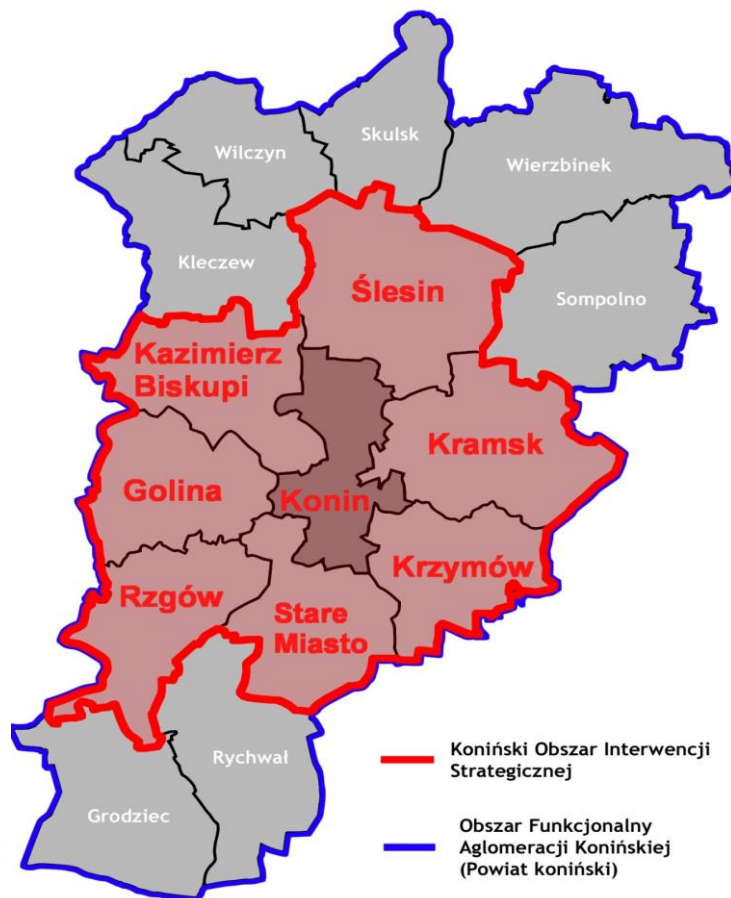 Skulsk
Wilczyn
Wierzbinek
Kleczew
Ślesin
Sompolno
Kazimierz
Biskupi
Kramsk
Golina
Konin
Krzymów
Rzgów
Stare
Miasto
Rychwał
Grodziec
Koniński Obszar Interwencji
Strategicznej
Obszar Funkcjonalny
Aglomeracji Konińskiej
(Powiat koniński)